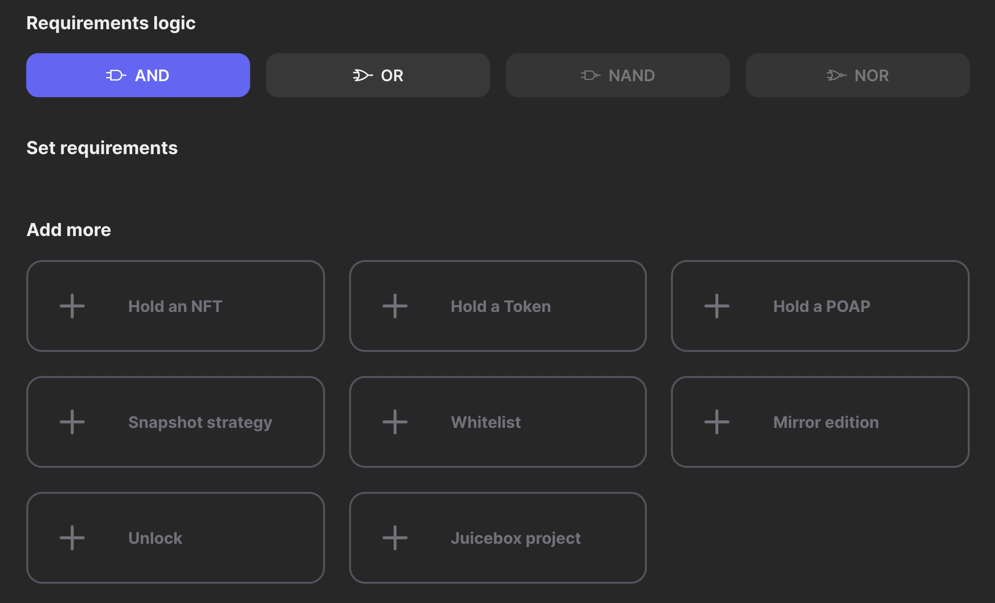 Requirements logic
AND OR NAND NOR
Set requirements
Add more
Hold an NFT Hold a Token Hold a POAP
Snapshot strategy Whitelist Mirror edition
Unlock Juicebox project